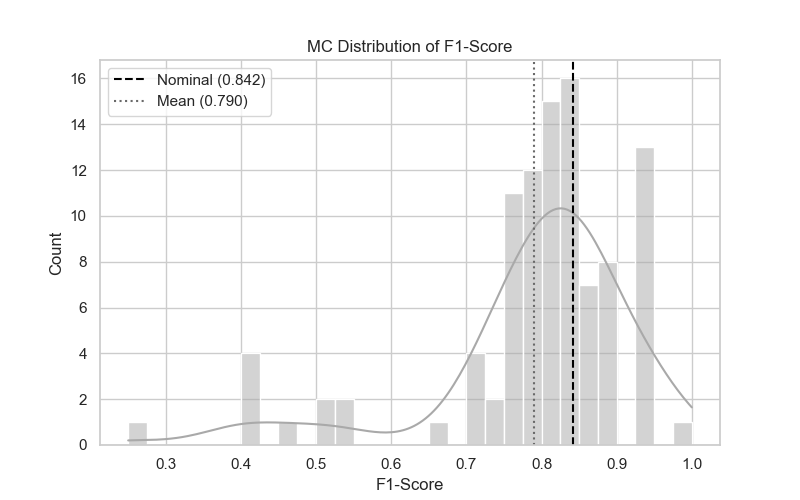 MC Distribution of F1-Score
Nominal (0.842)
Mean (0.790)
Count
16
14
12
10
8
6
4
2
0
0.3 0.4 0.5 0.6 0.7 0.8 0.9 1.0
F1-Score